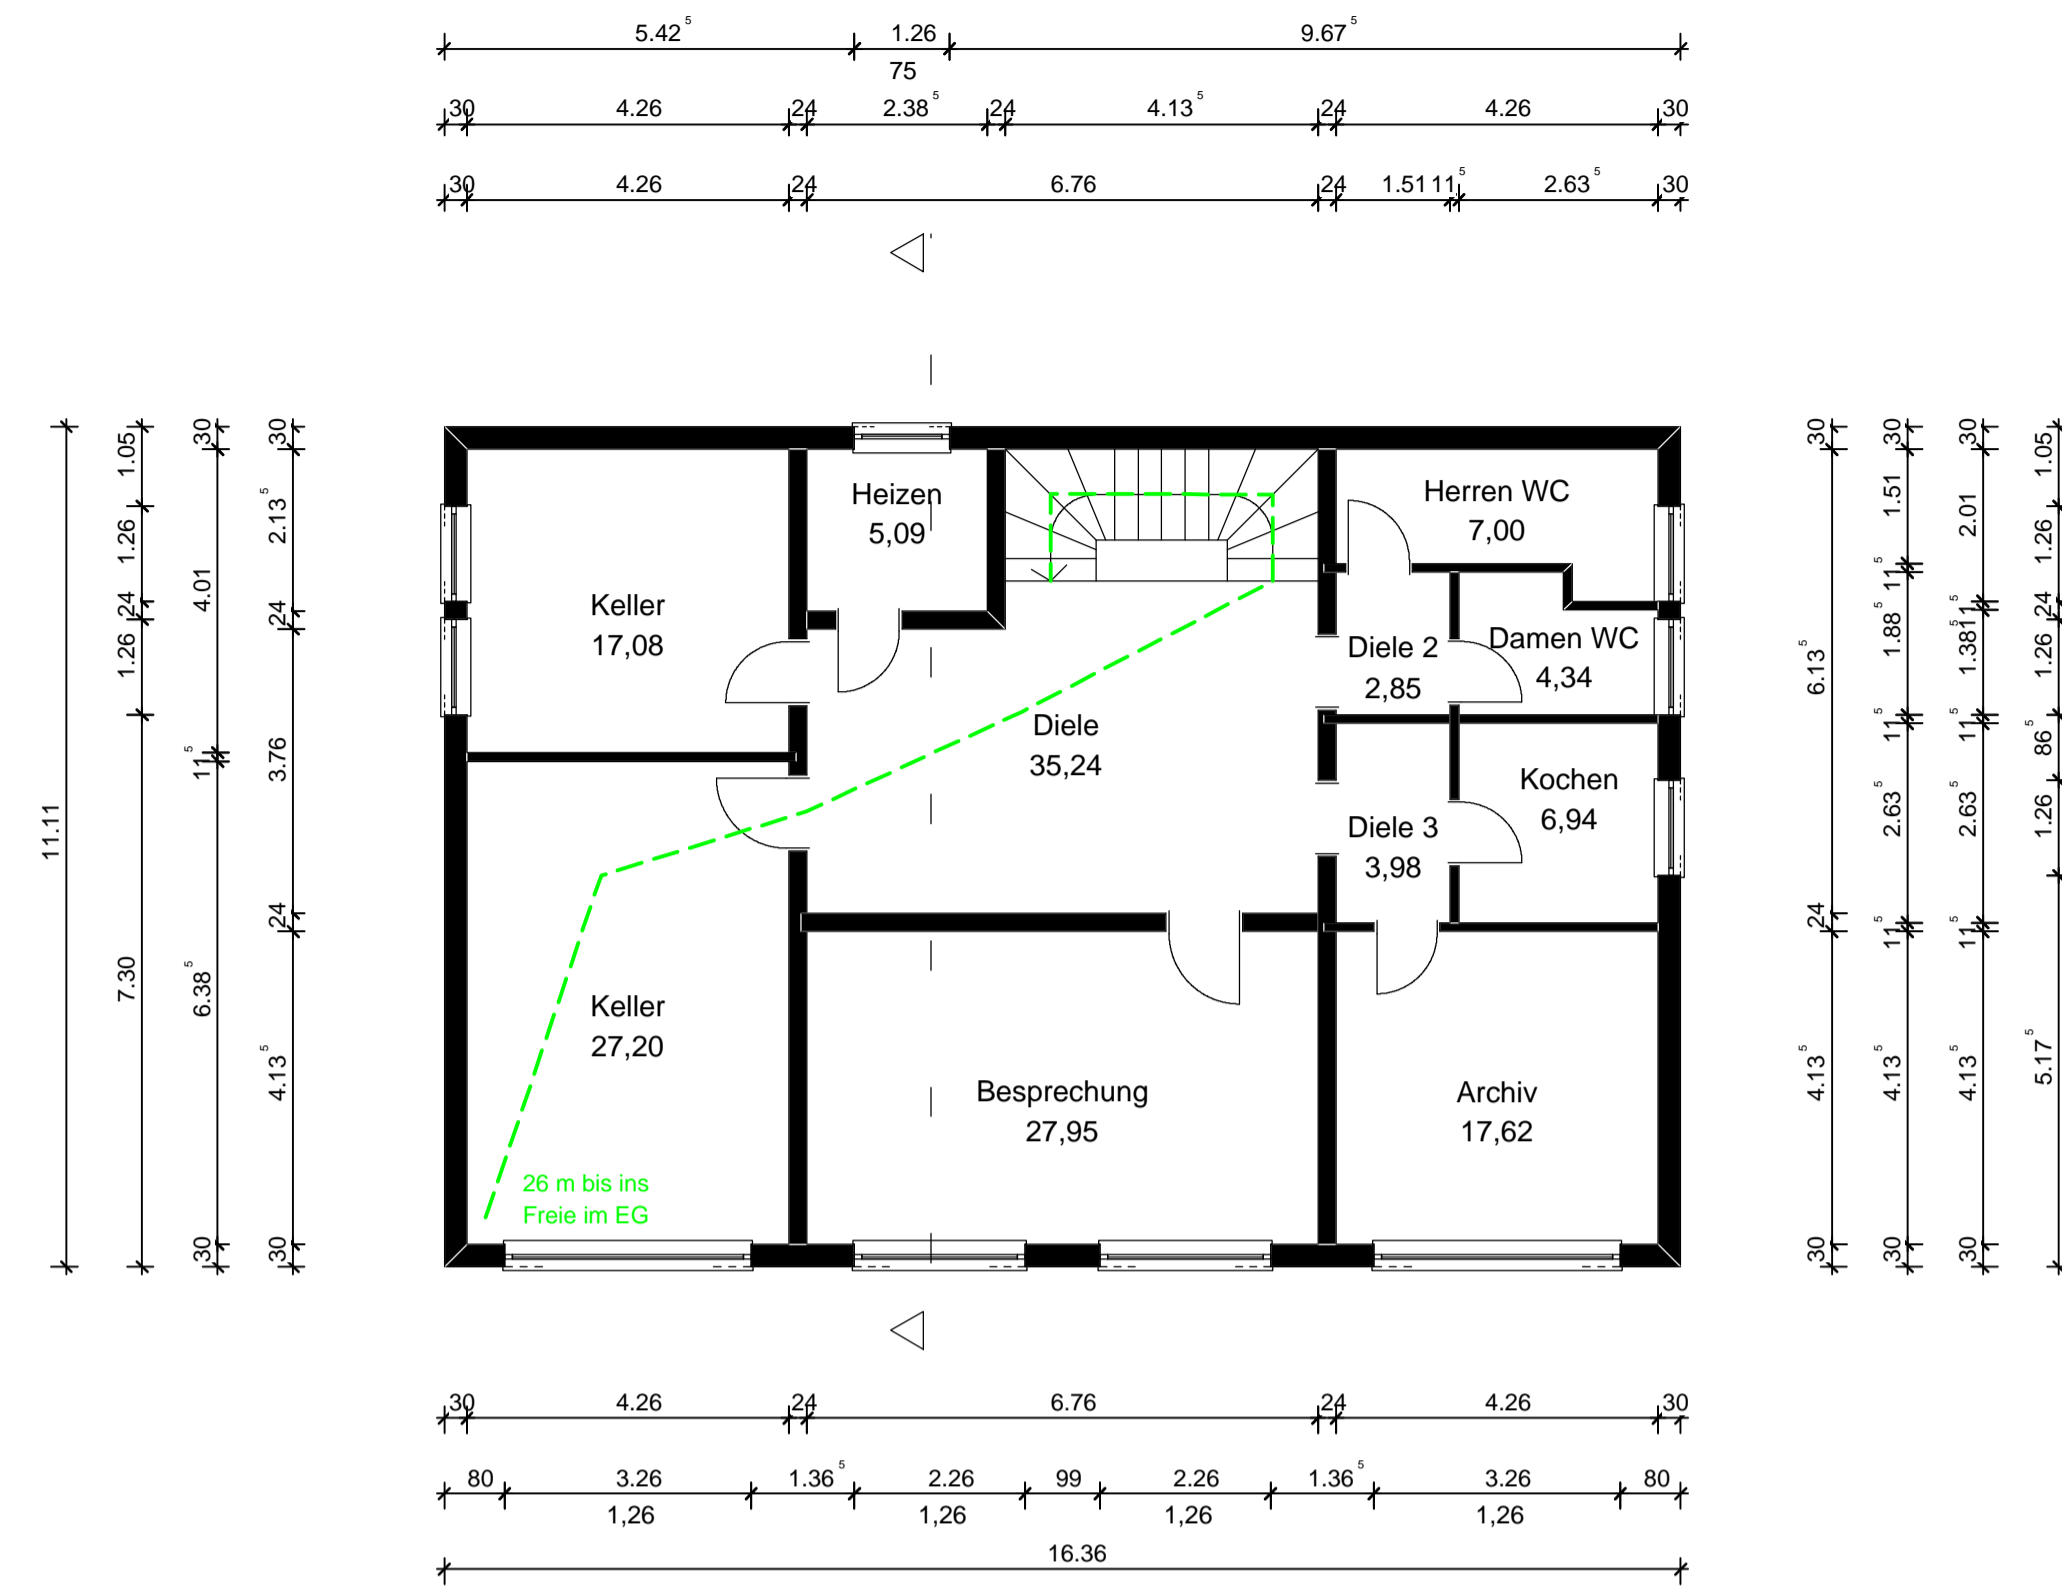 5.42⁵ 1.26 9.67⁵
75
30 4.26 24 2.38⁵ 24 4.13⁵ 24 4.26 30
30 4.26 24 6.76 24 1.51 11⁵ 2.63⁵ 30
11.11
1.05 1.26 24 1.26 7.30
30 4.01 11⁵ 6.38⁵ 30
30 2.13⁵ 24 3.76 24 4.13⁵ 30
Heizen
5,09
Herren WC
7,00
Keller
17,08
Diele 2
2,85
Damen WC
4,34
Diele
35,24
Kochen
6,94
Diele 3
3,98
Keller
27,20
Besprechung
27,95
Archiv
17,62
26 m bis ins
Freie im EG
30 6.13⁵ 24 4.13⁵ 30
30 1.51 11⁵ 1.88⁵ 11⁵ 2.63⁵ 11⁵ 4.13⁵ 30
30 2.01 11⁵ 1.38 11⁵ 2.63⁵ 11⁵ 4.13⁵ 30
1.05 1.26 24 1.26 86⁵ 1.26 5.17⁵
30 4.26 24 6.76 24 4.26 30
80 3.26 1.36⁵ 2.26 99 2.26 1.36⁵ 3.26 80
1,26 1,26 1,26 1,26
16.36